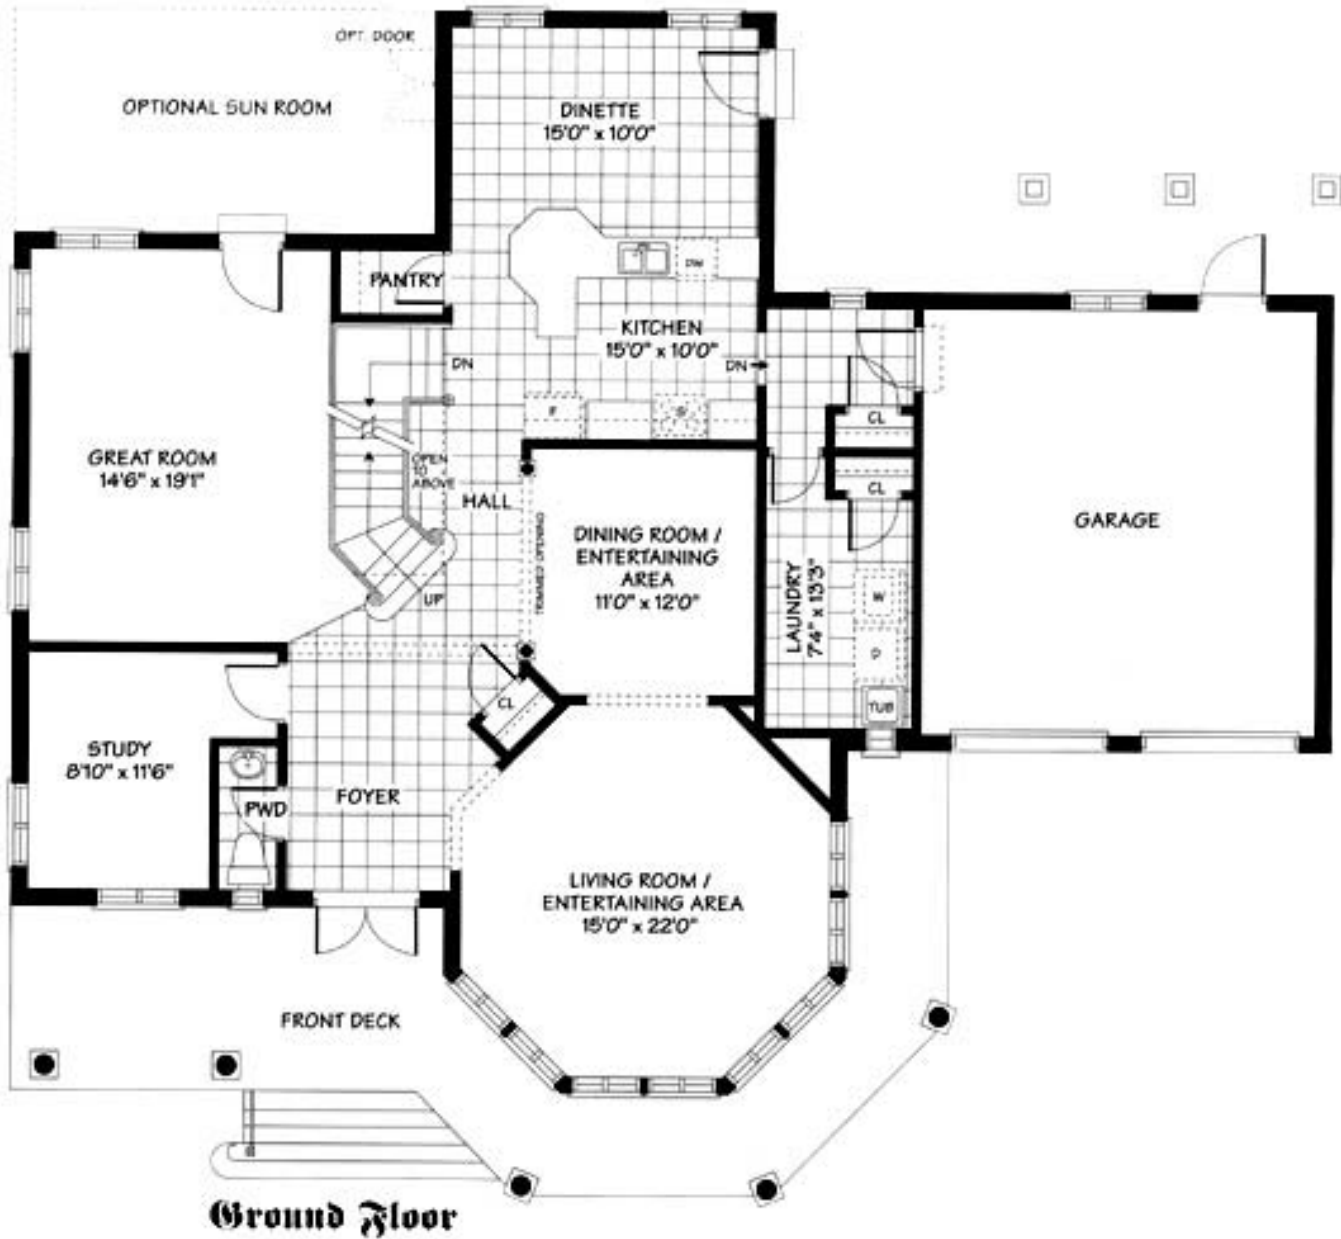 OPT. DOOR
OPTIONAL SUN ROOM
DINETTE
15'0" x 10'0"
DW
PANTRY
KITCHEN
15'0" x 10'0"
DN
DN
F
S
CL
OPEN
TO
ABOVE
GREAT ROOM
14'6" x 19'1"
HALL
CL
TRIMMED OPENING
DINING ROOM /
ENTERTAINING
AREA
11'0" x 12'0"
GARAGE
LAUNDRY
7'4" x 13'3"
W
D
TUB
UP
CL
STUDY
8'10" x 11'6"
PWD
FOYER
LIVING ROOM /
ENTERTAINING AREA
15'0" x 22'0"
FRONT DECK
Ground Floor